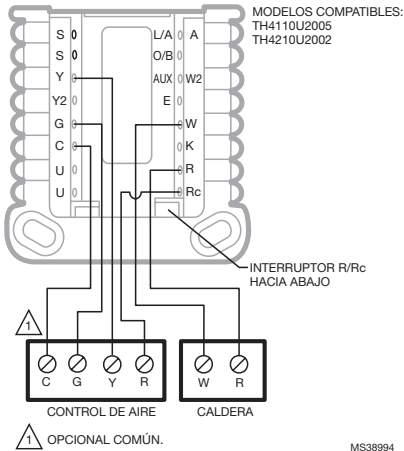 MODELOS COMPATIBLES:
TH4110U2005
TH4210U2002
S L/A A
S O/B
Y AUX W2
Y2 E
G W
C K
U R
U Rc
INTERRUPTOR R/Rc
HACIA ABAJO
1
C G Y R W R
CONTROL DE AIRE CALDERA
1 OPCIONAL COMÚN.
MS38994